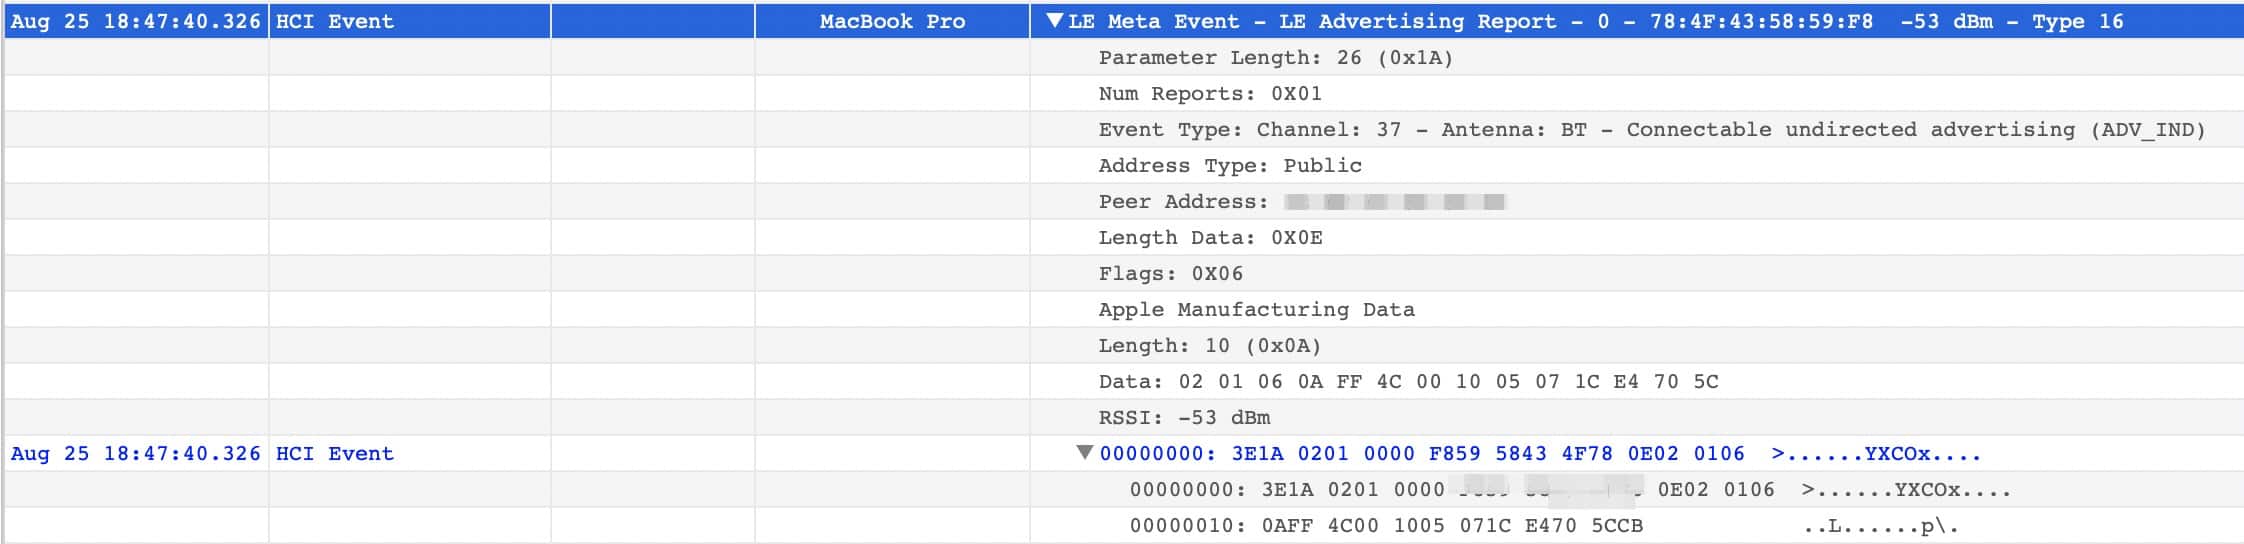 Aug 25 18:47:40.326 HCI Event MacBook Pro ▼LE Meta Event - LE Advertising Report - 0 - 78:4F:43:58:59:F8 -53 dBm - Type 16
Parameter Length: 26 (0x1A)
Num Reports: 0X01
Event Type: Channel: 37 - Antenna: BT - Connectable undirected advertising (ADV_IND)
Address Type: Public
Peer Address:
Length Data: 0X0E
Flags: 0X06
Apple Manufacturing Data
Length: 10 (0x0A)
Data: 02 01 06 0A FF 4C 00 10 05 07 1C E4 70 5C
RSSI: -53 dBm
Aug 25 18:47:40.326 HCI Event ▼00000000: 3E1A 0201 0000 F859 5843 4F78 0E02 0106 >......YXCOx....
00000000: 3E1A 0201 0000 0E02 0106 >......YXCOx....
00000010: 0AFF 4C00 1005 071C E470 5CCB ..L......p\.